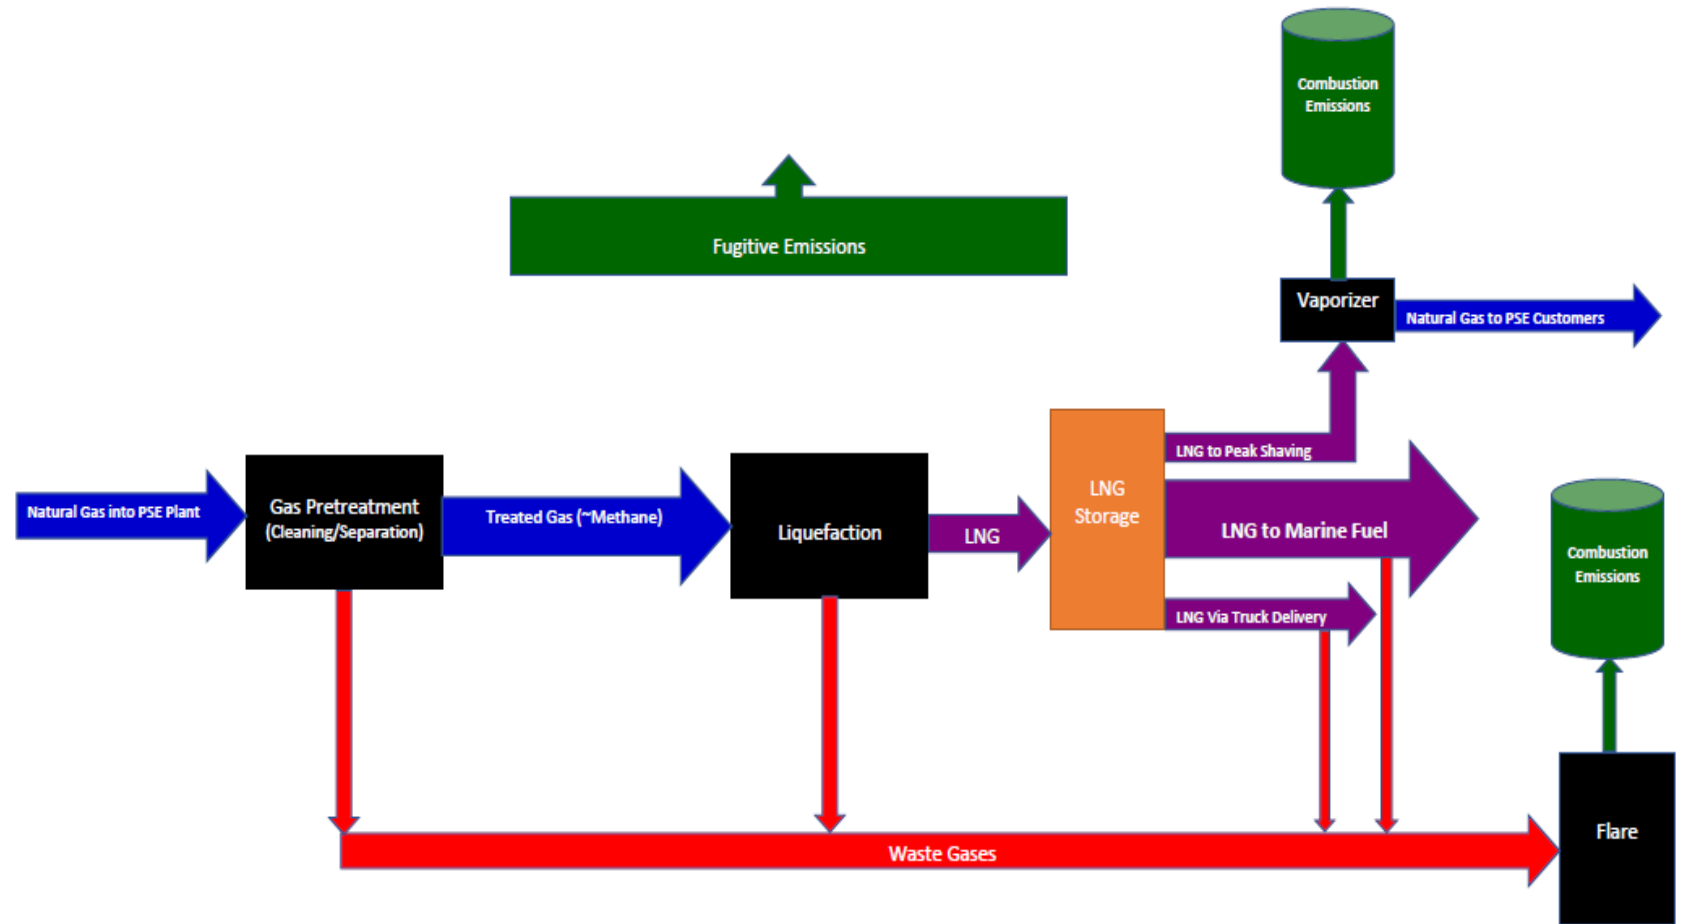 Combustion
Emissions
Fugitive Emissions
Vaporizer
Natural Gas to PSE Customers
LNG to Peak Shaving
Natural Gas into PSE Plant
Gas Pretreatment
(Cleaning/Separation)
Treated Gas (~Methane)
Liquefaction
LNG
LNG
Storage
LNG to Marine Fuel
LNG Via Truck Delivery
Combustion
Emissions
Flare
Waste Gases